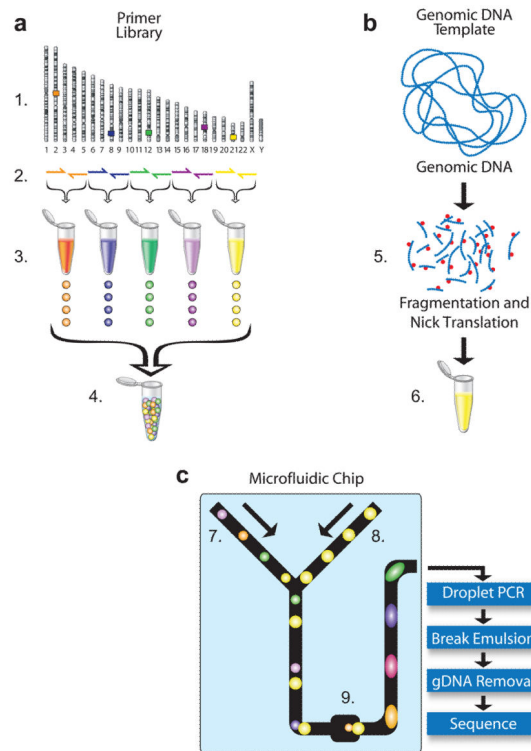 a
Primer
Library
1.
1 2 3 4 5 6 7 8 9 10 11 12 13 14 15 16 17 18 19 20 21 22 X Y
2.
3.
4.
b
Genomic DNA
Template
Genomic DNA
5.
Fragmentation and
Nick Translation
6.
c
Microfluidic Chip
7.
8.
9.
Droplet PCR
Break Emulsion
gDNA Remova
Sequence